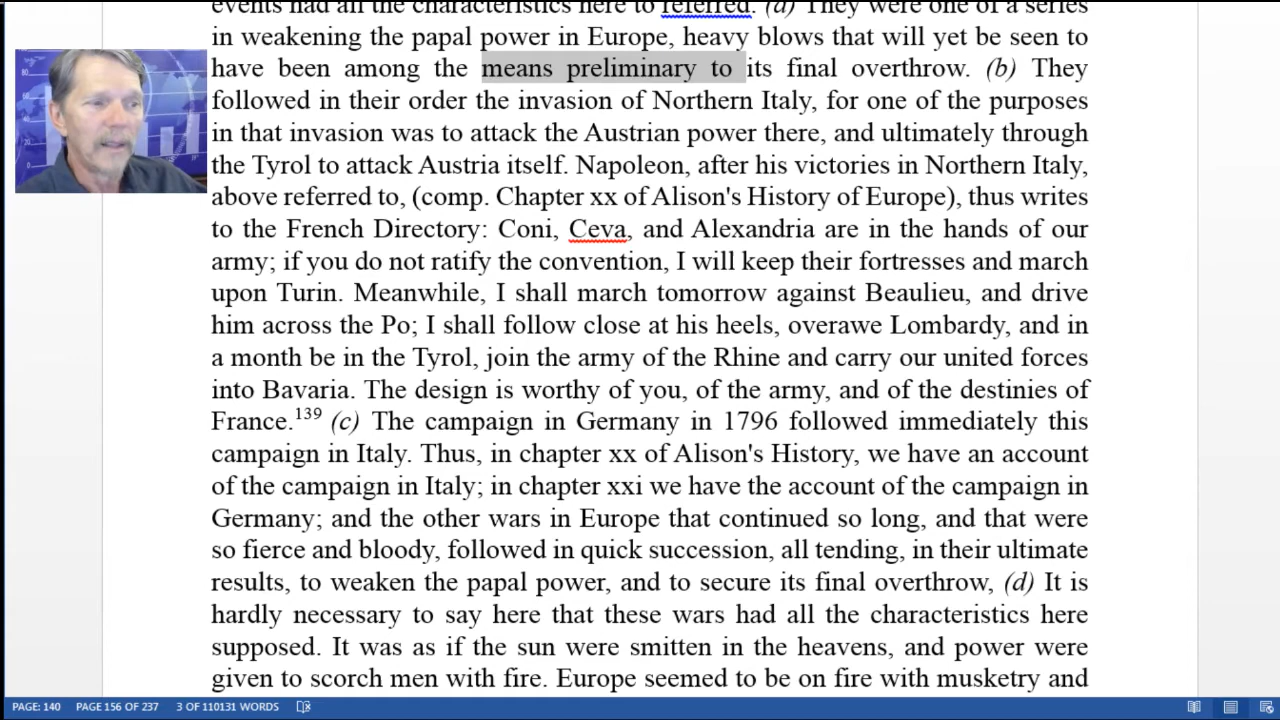 events had all the characteristics here to referred. (a) They were one of a series
in weakening the papal power in Europe, heavy blows that will yet be seen to
have been among the means preliminary to its final overthrow. (b) They
followed in their order the invasion of Northern Italy, for one of the purposes
in that invasion was to attack the Austrian power there, and ultimately through
the Tyrol to attack Austria itself. Napoleon, after his victories in Northern Italy,
above referred to, (comp. Chapter xx of Alison's History of Europe), thus writes
to the French Directory: Coni, Ceva, and Alexandria are in the hands of our
army; if you do not ratify the convention, I will keep their fortresses and march
upon Turin. Meanwhile, I shall march tomorrow against Beaulieu, and drive
him across the Po; I shall follow close at his heels, overawe Lombardy, and in
a month be in the Tyrol, join the army of the Rhine and carry our united forces
into Bavaria. The design is worthy of you, of the army, and of the destinies of
France.139 (c) The campaign in Germany in 1796 followed immediately this
campaign in Italy. Thus, in chapter xx of Alison's History, we have an account
of the campaign in Italy; in chapter xxi we have the account of the campaign in
Germany; and the other wars in Europe that continued so long, and that were
so fierce and bloody, followed in quick succession, all tending, in their ultimate
results, to weaken the papal power, and to secure its final overthrow, (d) It is
hardly necessary to say here that these wars had all the characteristics here
supposed. It was as if the sun were smitten in the heavens, and power were
given to scorch men with fire. Europe seemed to be on fire with musketry and
PAGE: 140 PAGE 156 OF 237 3 OF 110131 WORDS